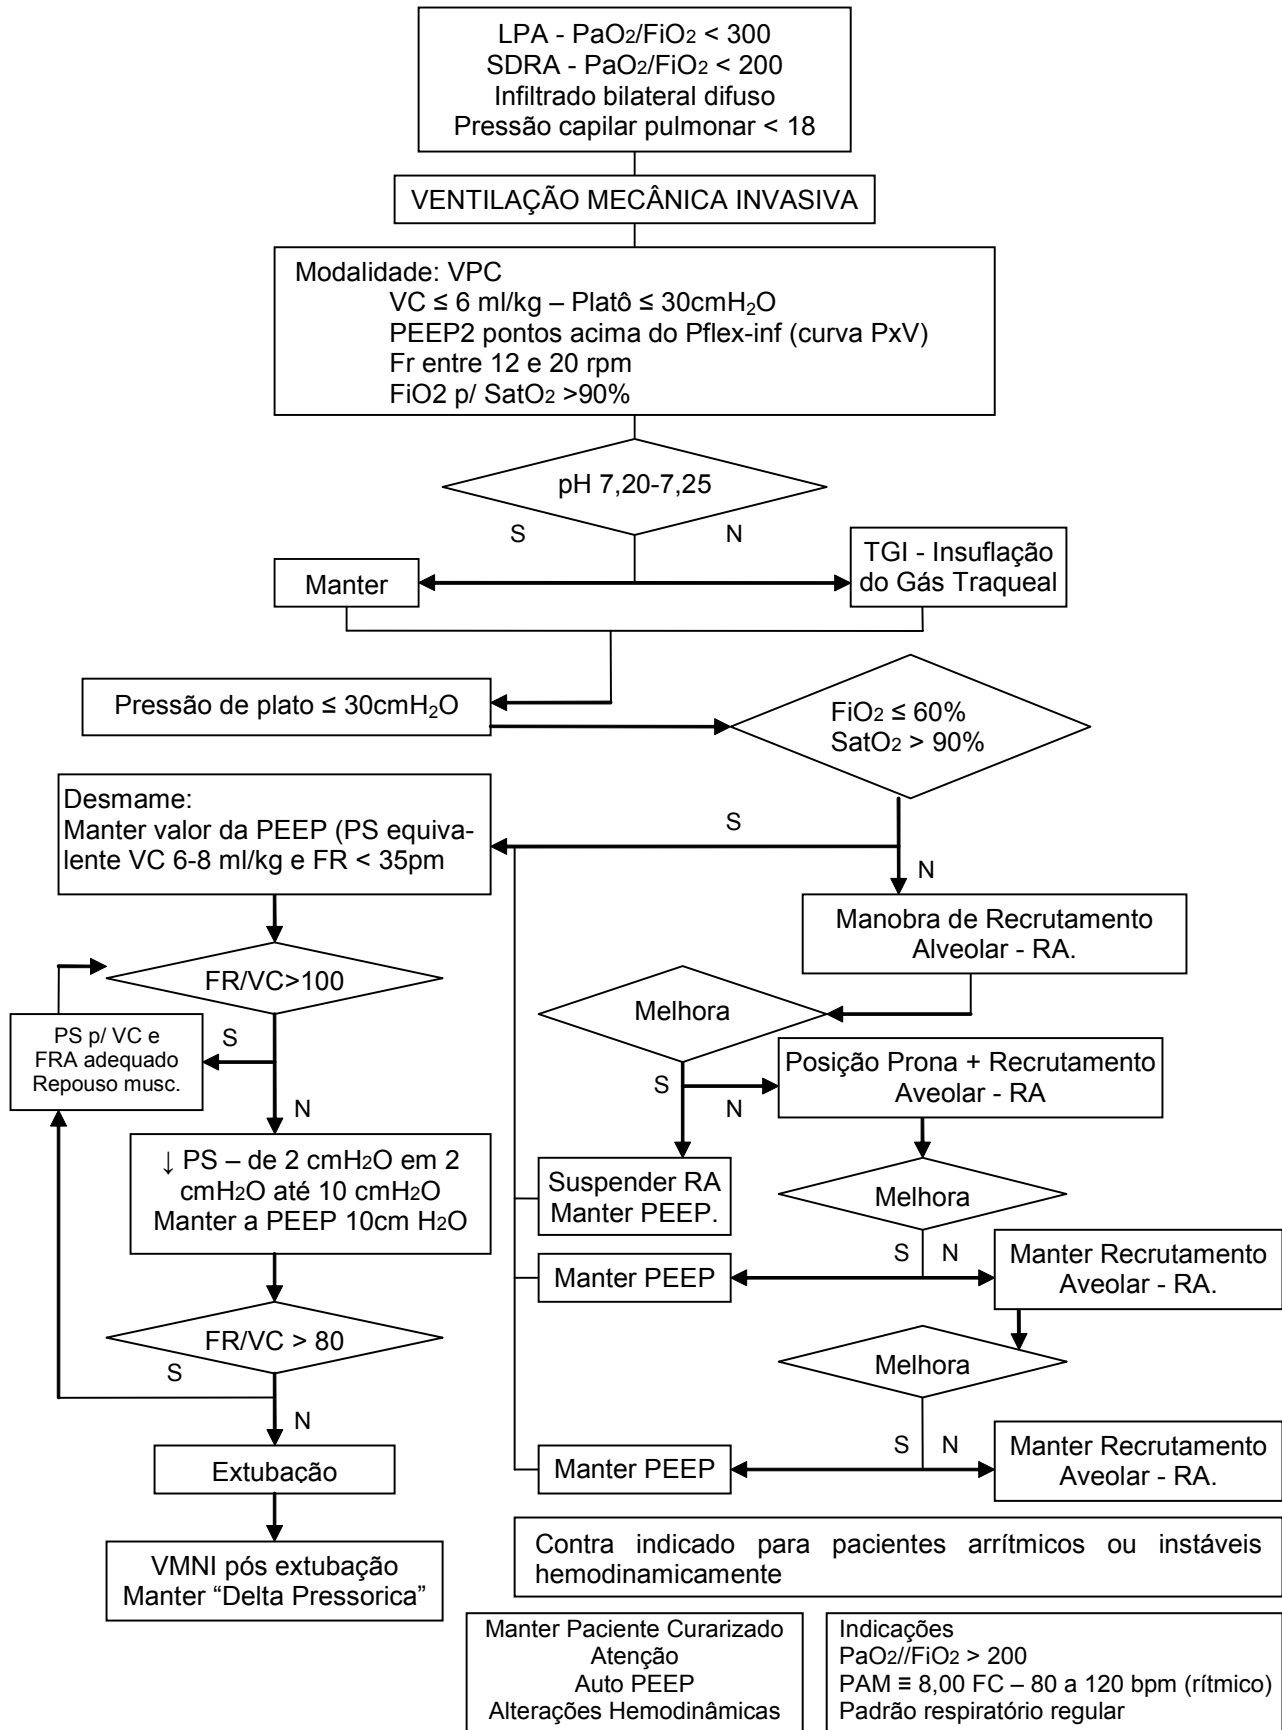 LPA - PaO2/FiO2 < 300
SDRA - PaO2/FiO2 < 200
Infiltrado bilateral difuso
Pressão capilar pulmonar < 18
VENTILAÇÃO MECÂNICA INVASIVA
Modalidade: VPC
VC ≤ 6 ml/kg – Platô ≤ 30cmH2O
PEEP2 pontos acima do Pflex-inf (curva PxV)
Fr entre 12 e 20 rpm
FiO2 p/ SatO2 >90%
pH 7,20-7,25
S
N
Manter
TGI - Insuflação
do Gás Traqueal
Pressão de plato ≤ 30cmH2O
FiO2 ≤ 60%
SatO2 > 90%
S
N
Desmame:
Manter valor da PEEP (PS equiva-
lente VC 6-8 ml/kg e FR < 35pm
Manobra de Recrutamento
Alveolar - RA.
FR/VC>100
Melhora
PS p/ VC e
FRA adequado
Repouso musc.
S
N
S
N
Posição Prona + Recrutamento
Aveolar - RA
↓ PS – de 2 cmH2O em 2
cmH2O até 10 cmH2O
Manter a PEEP 10cm H2O
Suspender RA
Manter PEEP.
Melhora
S
N
Manter PEEP
Manter Recrutamento
Aveolar - RA.
FR/VC > 80
S
N
Melhora
S
N
Manter PEEP
Manter Recrutamento
Aveolar - RA.
Extubação
VMNI pós extubação
Manter “Delta Pressorica”
Contra indicado para pacientes arrítmicos ou instáveis
hemodinamicamente
Manter Paciente Curarizado
Atenção
Auto PEEP
Alterações Hemodinâmicas
Indicações
PaO2//FiO2 > 200
PAM ≡ 8,00 FC – 80 a 120 bpm (rítmico)
Padrão respiratório regular